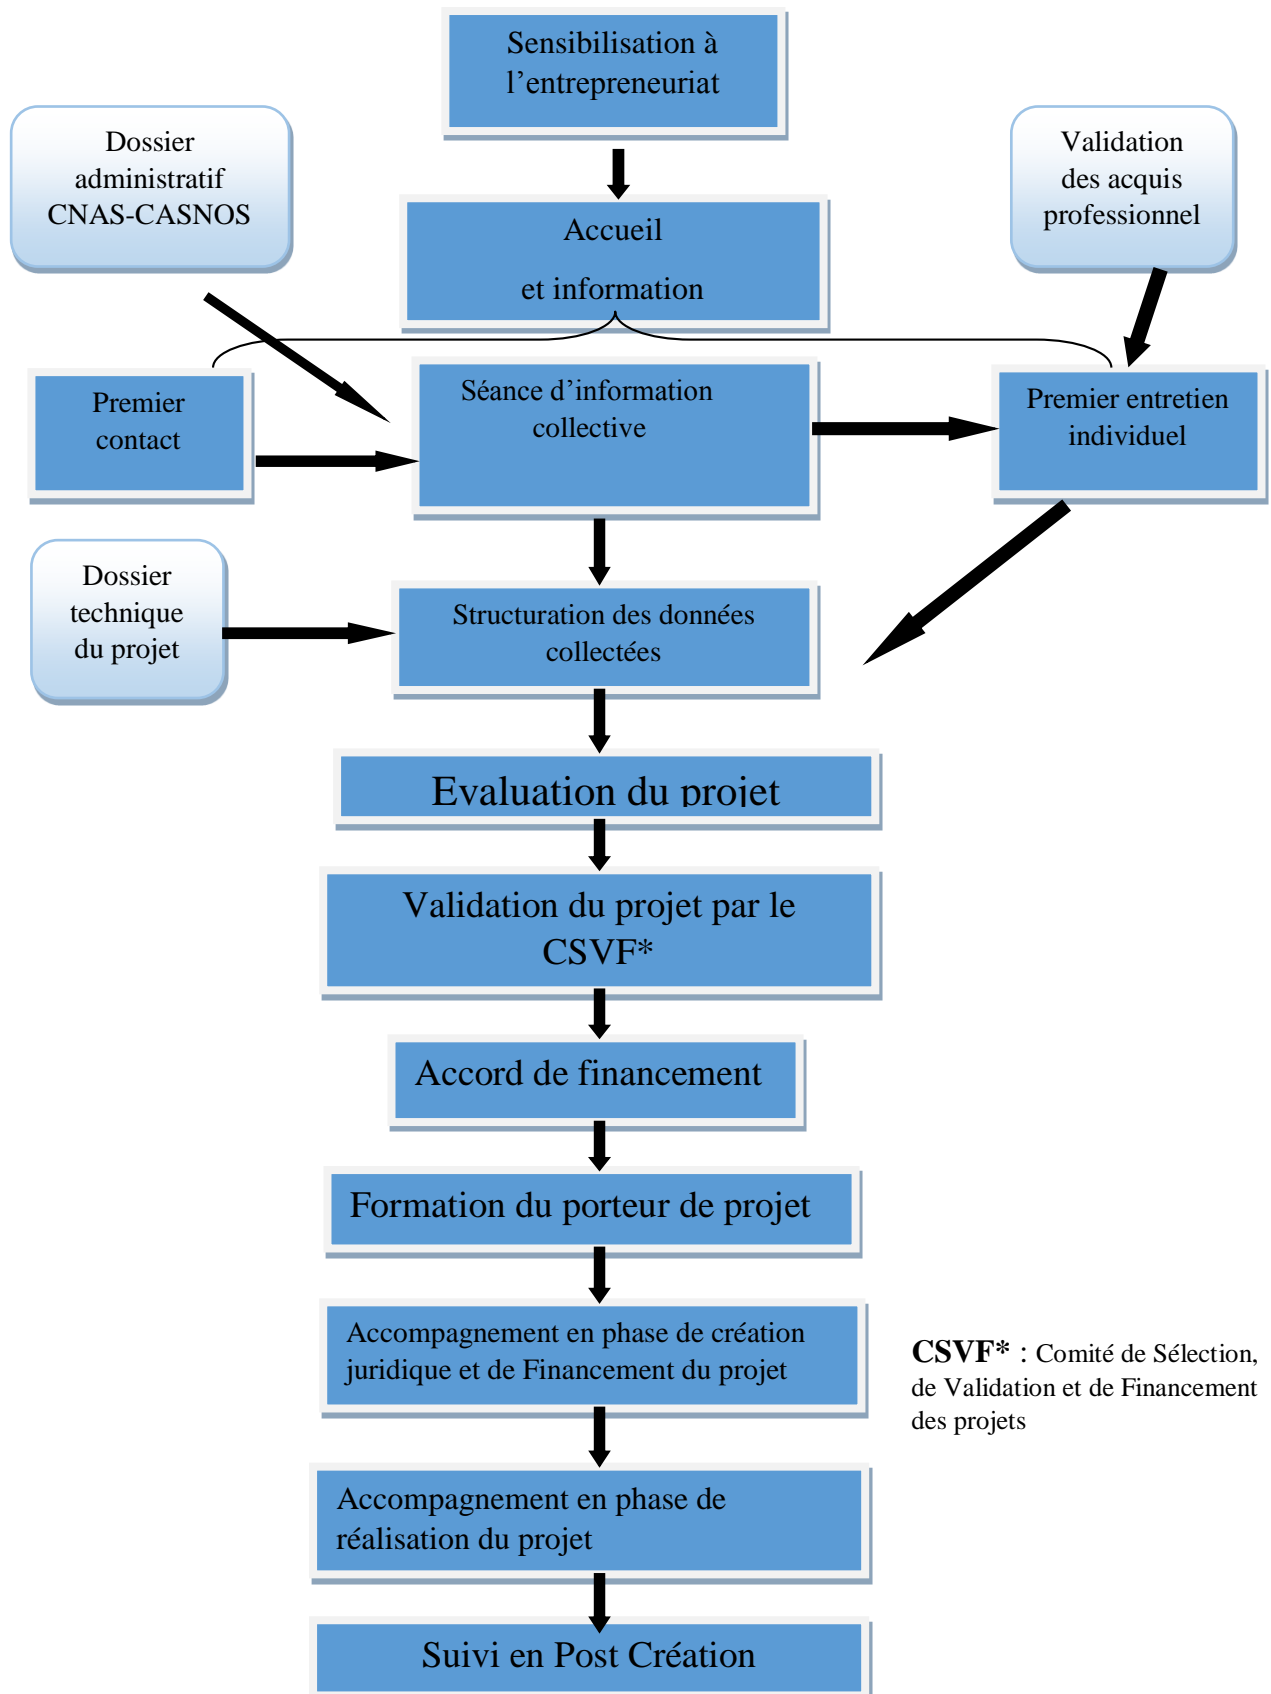 Sensibilisation à
l’entrepreneuriat
Dossier
administratif
CNAS-CASNOS
Validation
des acquis
professionnel
Accueil
et information
Premier
contact
Séance d’information
collective
Premier entretien
individuel
Dossier
technique
du projet
Structuration des données
collectées
Evaluation du projet
Validation du projet par le
CSVF*
Accord de financement
Formation du porteur de projet
Accompagnement en phase de création
juridique et de Financement du projet
CSVF* : Comité de Sélection,
de Validation et de Financement
des projets
Accompagnement en phase de
réalisation du projet
Suivi en Post Création